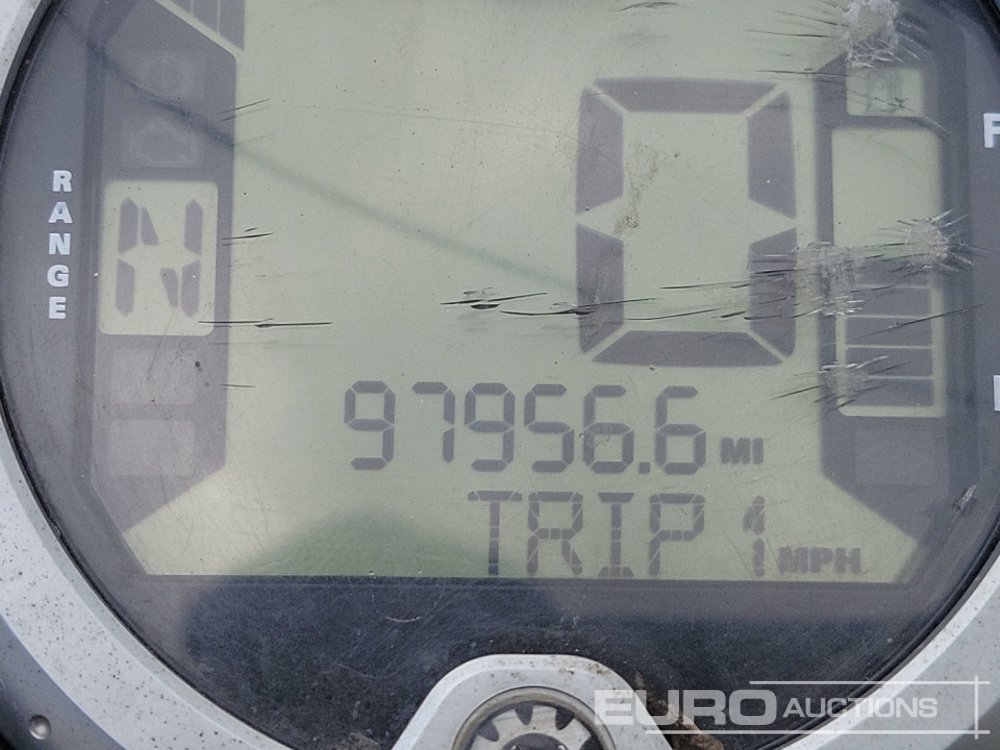 RANGE
N
0
F
97956.6 MI
TRIP 1 MPH
EURO AUCTIONS